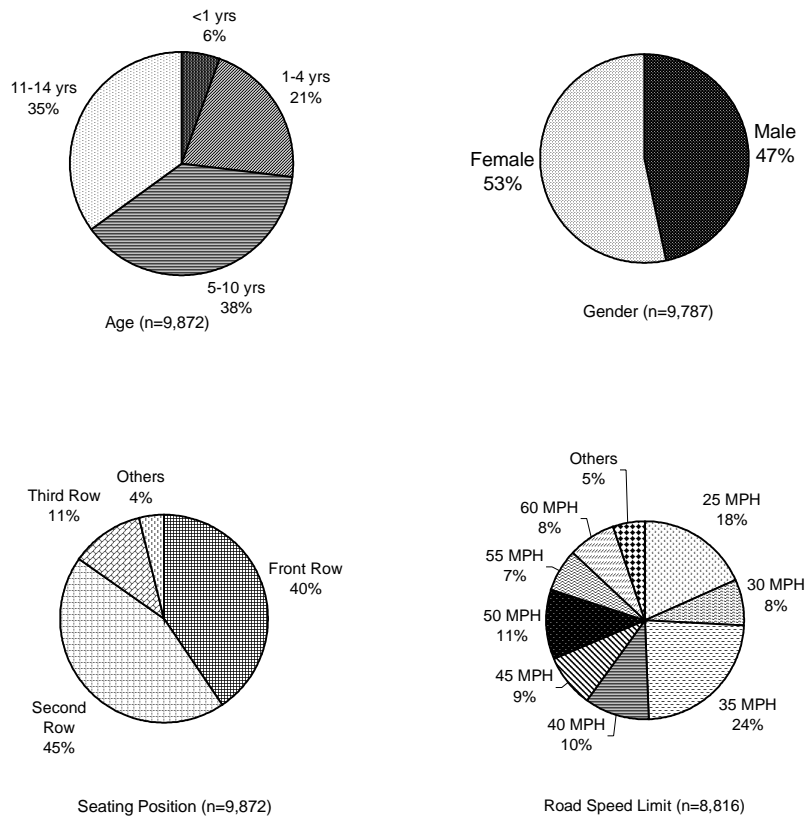 <1 yrs
6%
1-4 yrs
21%
5-10 yrs
38%
11-14 yrs
35%
Age (n=9,872)
Male
47%
Female
53%
Gender (n=9,787)
Others
4%
Third Row
11%
Front Row
40%
Second
Row
45%
Seating Position (n=9,872)
Others
5%
60 MPH
8%
55 MPH
7%
50 MPH
11%
45 MPH
9%
40 MPH
10%
25 MPH
18%
30 MPH
8%
35 MPH
24%
Road Speed Limit (n=8,816)